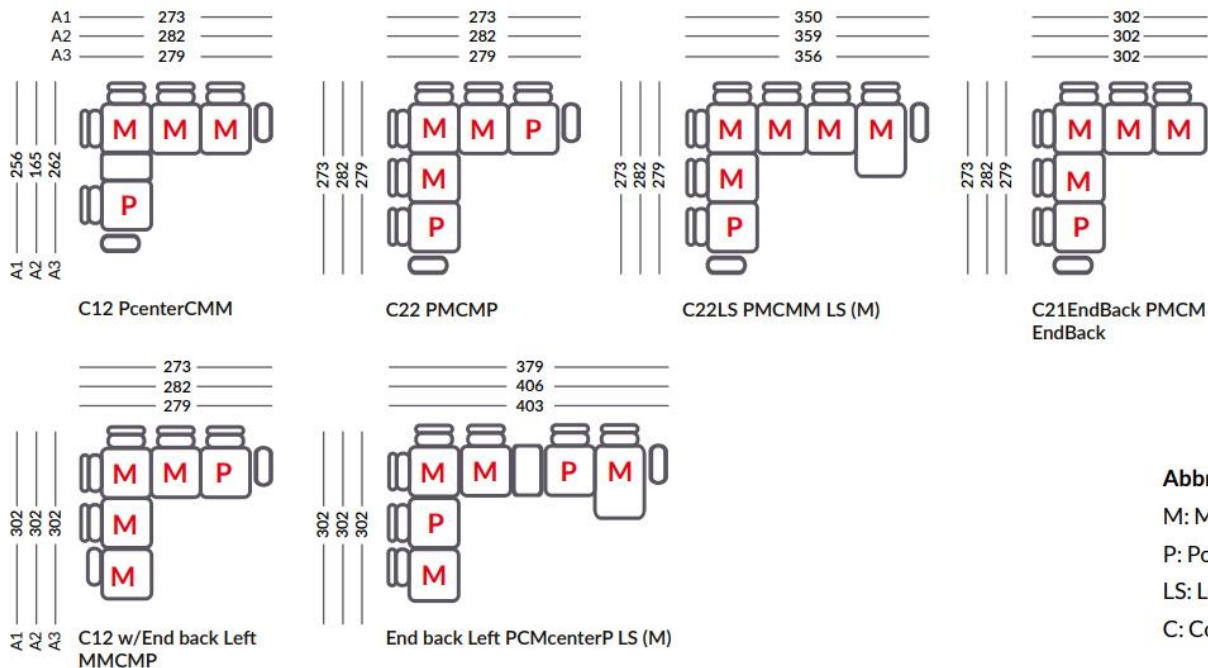 A1 273 273 350 302
A2 282 282 359 302
A3 279 279 356 302
M M M M M P M M M M M M M
M M M
P P P P
256 165 262 273 282 279 273 282 279 273 282 279
A1 A2 A3
C12 PcenterCMM C22 PMCMP C22LS PMCMM LS (M) C21EndBack PMCM
EndBack
273 379
282 406
279 403
M M P M M P M
M P
M M
302 302 302 302 302 302
A1 A2 A3
C12 w/End back Left End back Left PCMcenterP LS (M)
MMCMP
Abbr
M: M
P: Po
LS: L
C: Co